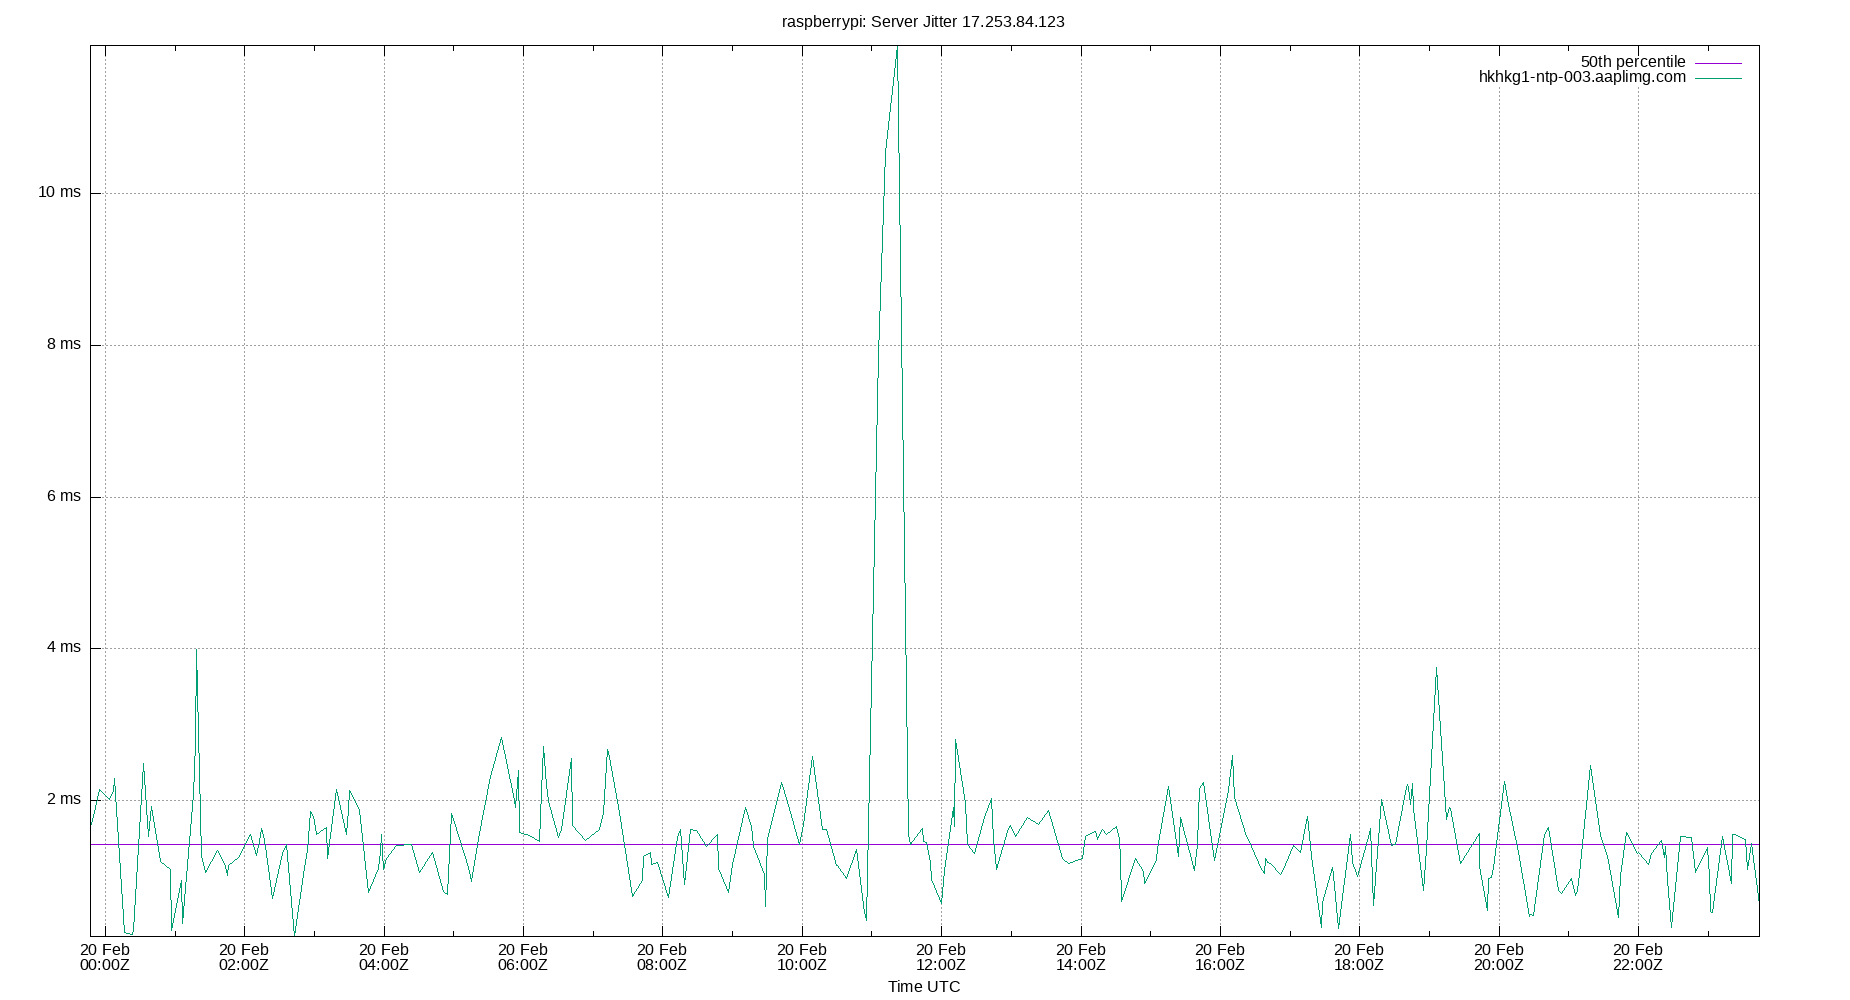 raspberrypi: Server Jitter 17.253.84.123
50th percentile
hkhkg1-ntp-003.aaplimg.com
10 ms
8 ms
6 ms
4 ms
2 ms
20 Feb 20 Feb 20 Feb 20 Feb 20 Feb 20 Feb 20 Feb 20 Feb 20 Feb 20 Feb 20 Feb 20 Feb
00:00Z 02:00Z 04:00Z 06:00Z 08:00Z 10:00Z 12:00Z 14:00Z 16:00Z 18:00Z 20:00Z 22:00Z
Time UTC